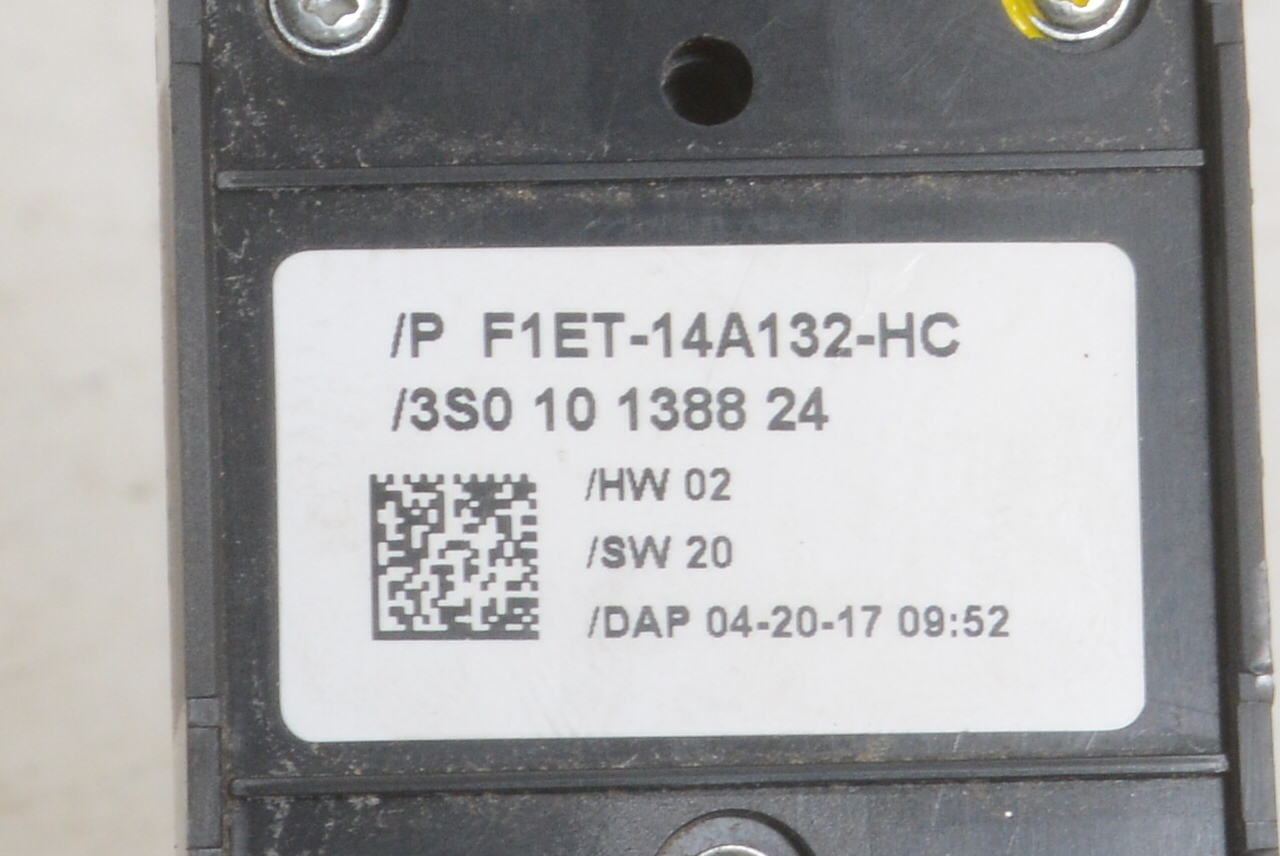 /P F1ET-14A132-HC
/3S0 10 1388 24
/HW 02
/SW 20
/DAP 04-20-17 09:52